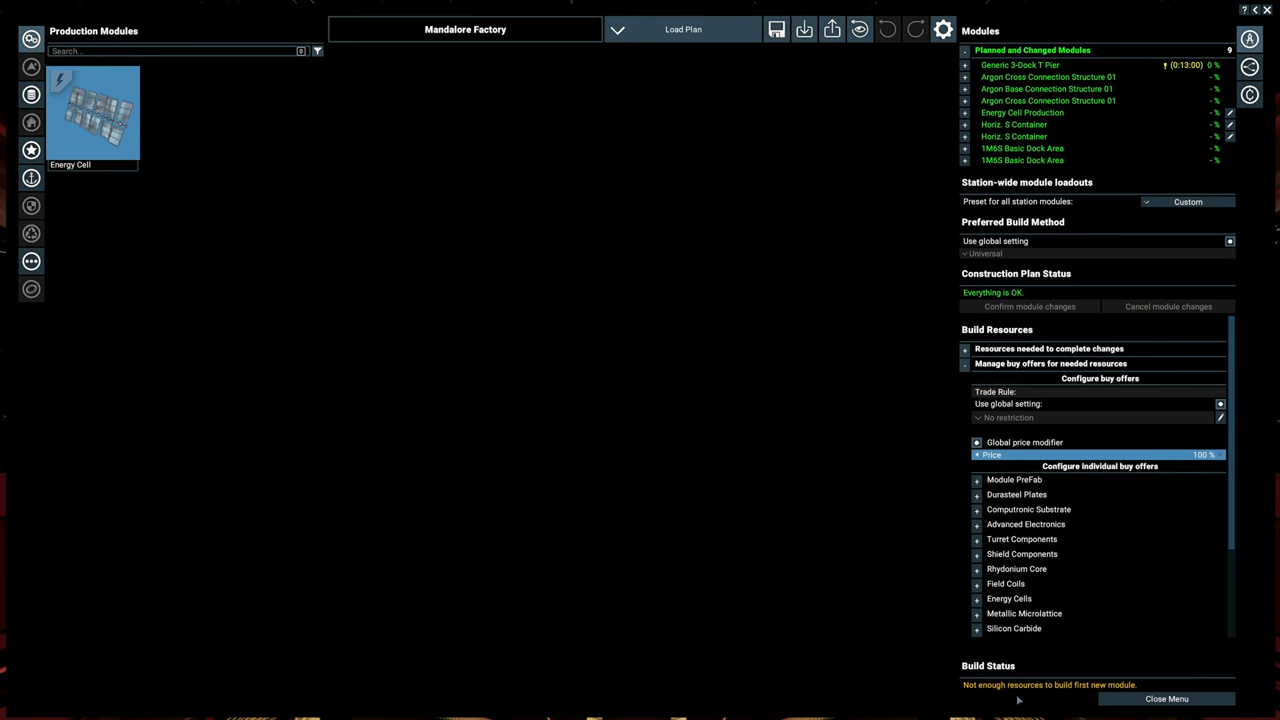 Production Modules
Search...
0
Energy Cell
Mandalore Factory
Load Plan
? < X
Modules
- Planned and Changed Modules 9
+ Generic 3-Dock T Pier ! (0:13:00) 0 %
+ Argon Cross Connection Structure 01 - %
+ Argon Base Connection Structure 01 - %
+ Argon Cross Connection Structure 01 - %
+ Energy Cell Production - %
+ Horiz. S Container - %
+ Horiz. S Container - %
+ 1M6S Basic Dock Area - %
+ 1M6S Basic Dock Area - %
Station-wide module loadouts
Preset for all station modules: Custom
Preferred Build Method
Use global setting
Universal
Construction Plan Status
Everything is OK.
Confirm module changes Cancel module changes
Build Resources
+ Resources needed to complete changes
- Manage buy offers for needed resources
Configure buy offers
Trade Rule:
Use global setting:
No restriction
Global price modifier
Price 100 %
Configure individual buy offers
+ Module PreFab
+ Durasteel Plates
+ Computronic Substrate
+ Advanced Electronics
+ Turret Components
+ Shield Components
+ Rhydonium Core
+ Field Coils
+ Energy Cells
+ Metallic Microlattice
+ Silicon Carbide
Build Status
Not enough resources to build first new module.
Close Menu